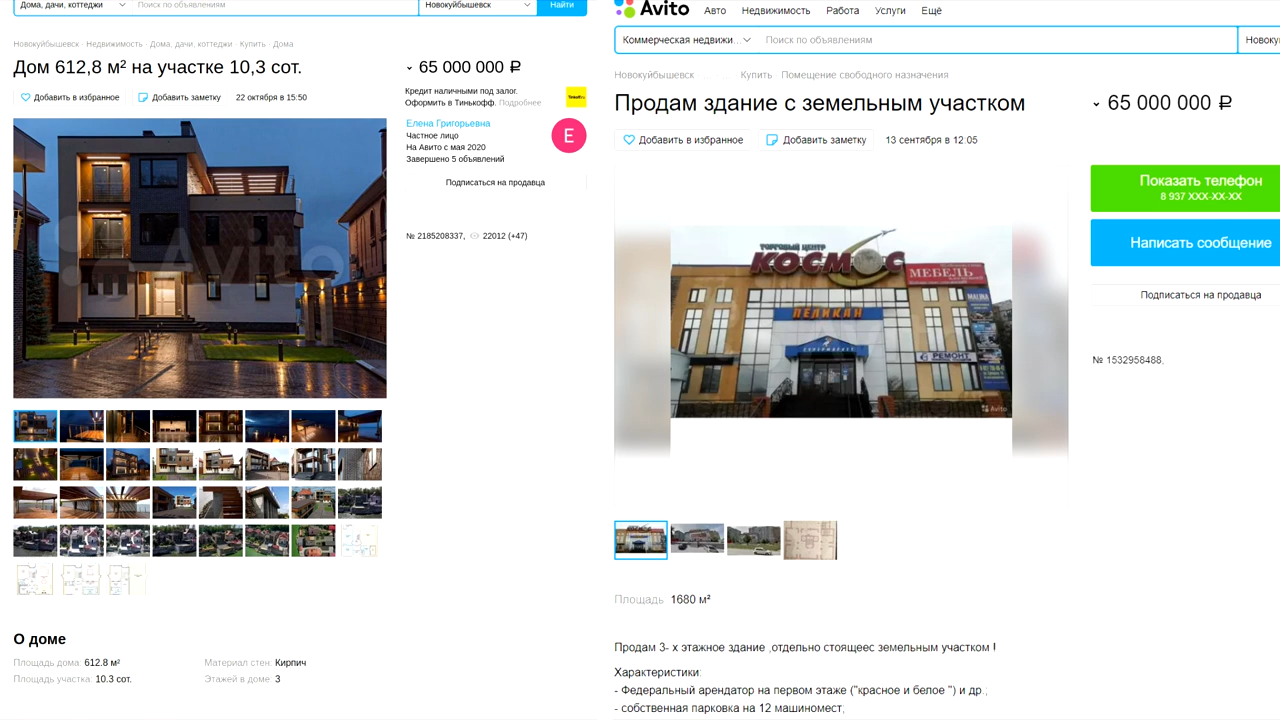 Дома, дачи, коттеджи
Поиск по объявлениям
Новокуйбышевск
Найти
Новокуйбышевск · Недвижимость · Дома, дачи, коттеджи · Купить · Дома
Дом 612,8 м² на участке 10,3 сот.
65 000 000 ₽
Добавить в избранное
Добавить заметку
22 октября в 15:50
Кредит наличными под залог.
Оформить в Тинькофф. Подробнее
Елена Григорьевна
Частное лицо
На Авито с мая 2020
Завершено 5 объявлений
E
Подписаться на продавца
№ 2185208337, 22012 (+47)
Avito
О доме
Площадь дома: 612.8 м²
Площадь участка: 10.3 сот.
Материал стен: Кирпич
Этажей в доме: 3
Avito
Авто
Недвижимость
Работа
Услуги
Ещё
Коммерческая недвижи...
Поиск по объявлениям
Новоку
Новокуйбышевск
Купить
Помещение свободного назначения
Продам здание с земельным участком
65 000 000 ₽
Добавить в избранное
Добавить заметку
13 сентября в 12:05
Показать телефон
8 937 XXX-XX-XX
Написать сообщение
Подписаться на продавца
№ 1532958488,
ТОРГОВЫЙ ЦЕНТР
КОСМОС
МЕБЕЛЬ
ПЕЛИКАН
РЕМОНТ
Avito
Площадь 1680 м²
Продам 3- х этажное здание ,отдельно стоящеес земельным участком !
Характеристики:
- Федеральный арендатор на первом этаже ("красное и белое ") и др.;
- собственная парковка на 12 машиномест;